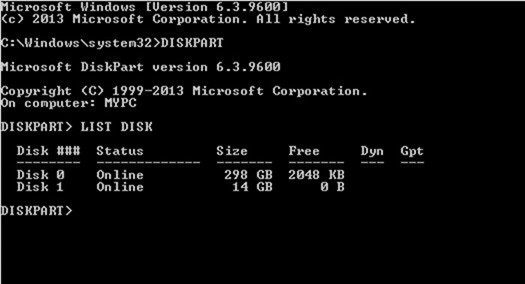 Microsoft Windows [Version 6.3.9600]
(c) 2013 Microsoft Corporation. All rights reserved.
C:\Windows\system32>DISKPART
Microsoft DiskPart version 6.3.9600
Copyright (C) 1999-2013 Microsoft Corporation.
On computer: MYPC
DISKPART> LIST DISK
Disk ### Status Size Free Dyn Gpt
-------- ------------- ------- ------- --- ---
Disk 0 Online 298 GB 2048 KB
Disk 1 Online 14 GB 0 B
DISKPART>